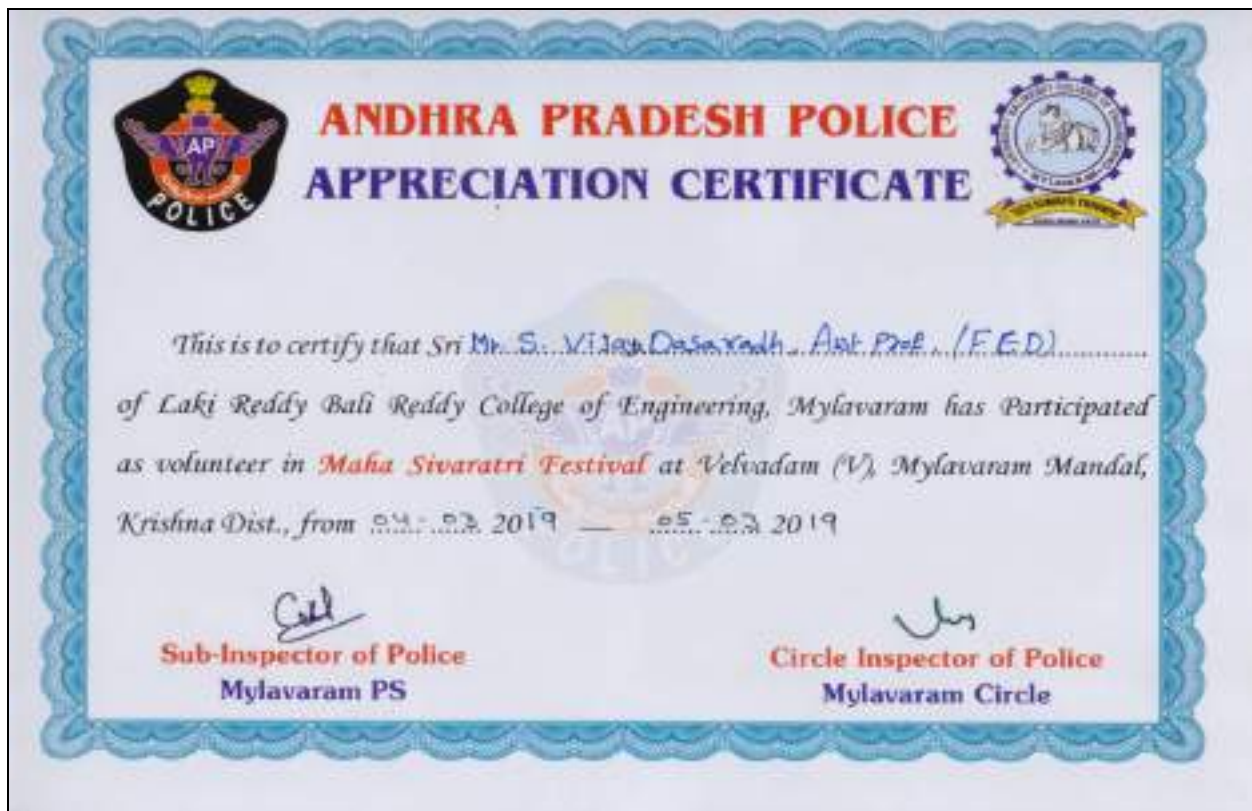 ANDHRA PRADESH POLICE
APPRECIATION CERTIFICATE
AP
POLICE
This is to certify that Sri Mr. S. Vijay Dasaradh, Asst Prof. (FED)
of Laki Reddy Bali Reddy College of Engineering, Mylavaram has Participated
as volunteer in Maha Sivaratri Festival at Velvadam (V), Mylavaram Mandal,
Krishna Dist., from 04-03 2019 — 05-03 2019
Sub-Inspector of Police
Mylavaram PS
Circle Inspector of Police
Mylavaram Circle